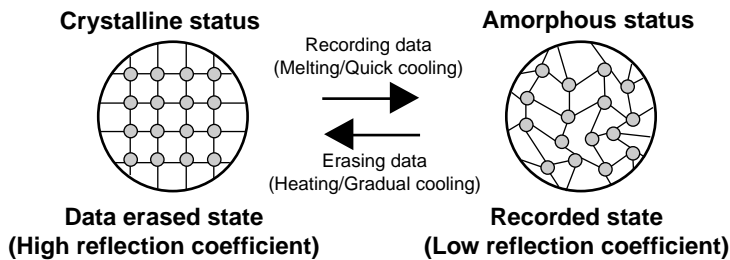 Crystalline status
Amorphous status
Recording data
(Melting/Quick cooling)
Erasing data
(Heating/Gradual cooling)
Data erased state
(High reflection coefficient)
Recorded state
(Low reflection coefficient)